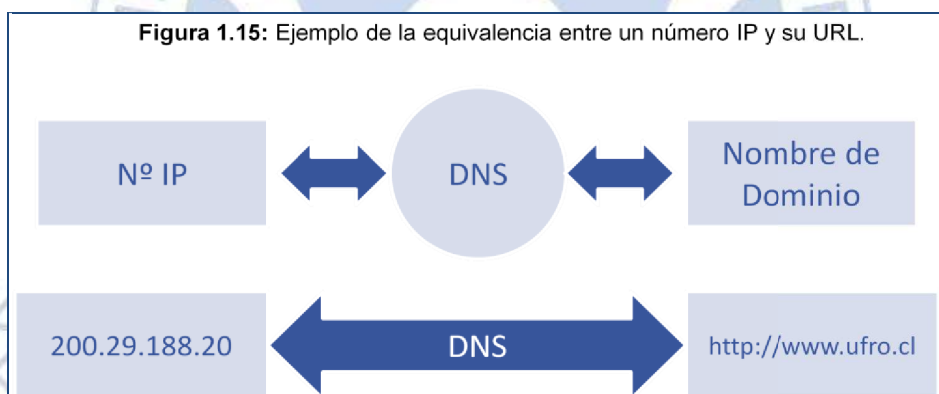 Figura 1.15: Ejemplo de la equivalencia entre un número IP y su URL.
Nº IP
DNS
Nombre de
Dominio
200.29.188.20
DNS
http://www.ufro.cl